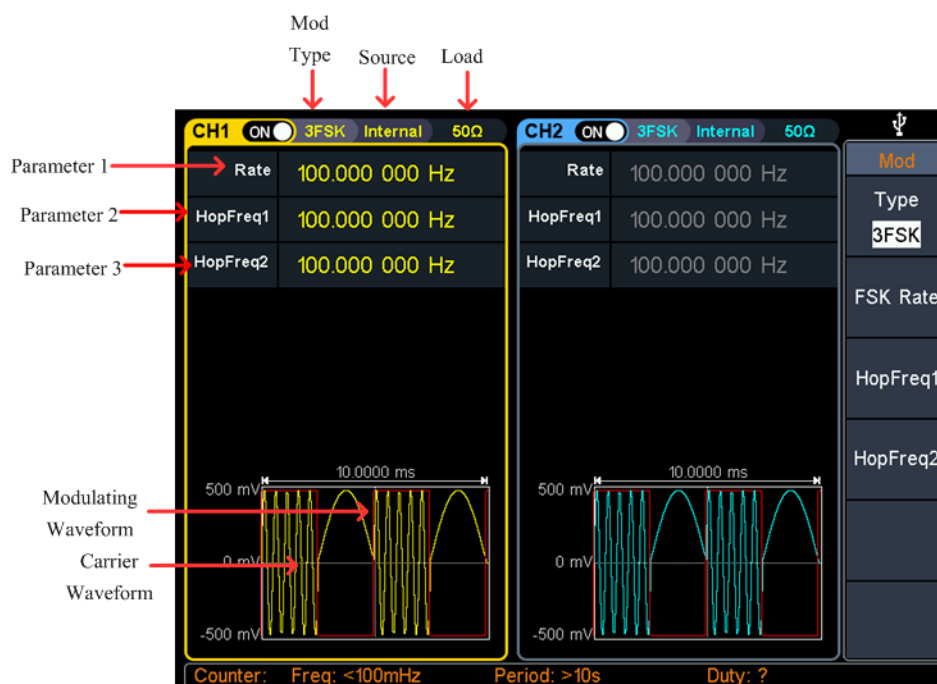 Mod
Type
Source
Load
CH1 ON 3FSK Internal 50Ω
CH2 ON 3FSK Internal 50Ω
Mod
Parameter 1
Rate 100.000 000 Hz
Rate 100.000 000 Hz
Type
3FSK
Parameter 2
HopFreq1 100.000 000 Hz
HopFreq1 100.000 000 Hz
Parameter 3
HopFreq2 100.000 000 Hz
HopFreq2 100.000 000 Hz
FSK Rate
HopFreq1
HopFreq2
10.0000 ms
500 mV
0 mV
-500 mV
10.0000 ms
500 mV
0 mV
-500 mV
Modulating
Waveform
Carrier
Waveform
Counter: Freq: <100mHz Period: >10s Duty: ?